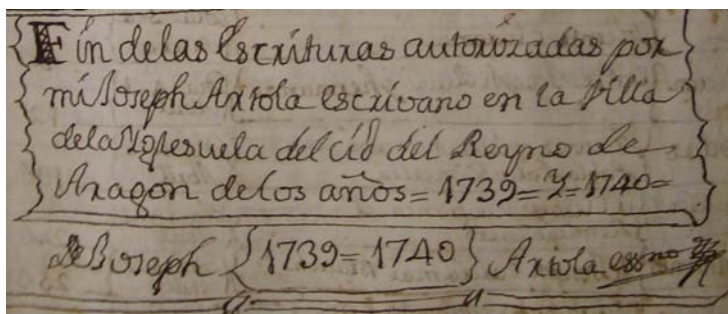 Fin delas Escrituras autorizadas por
mi Joseph Artola escrivano en la Villa
dela Yglesuela del Cid del Reyno de
Aragon delos años = 1739 = Y = 1740 =
de Joseph {1739 = 1740} Artola essno